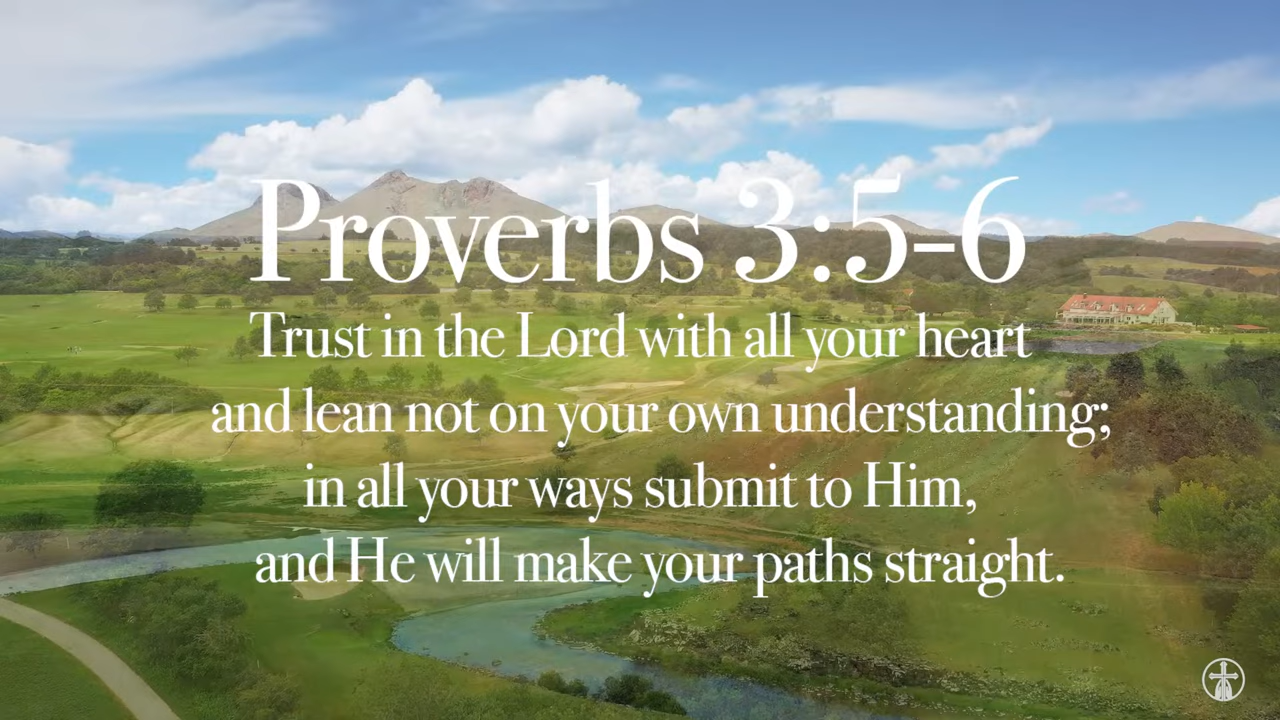 Proverbs 3:5-6
Trust in the Lord with all your heart
and lean not on your own understanding;
in all your ways submit to Him,
and He will make your paths straight.